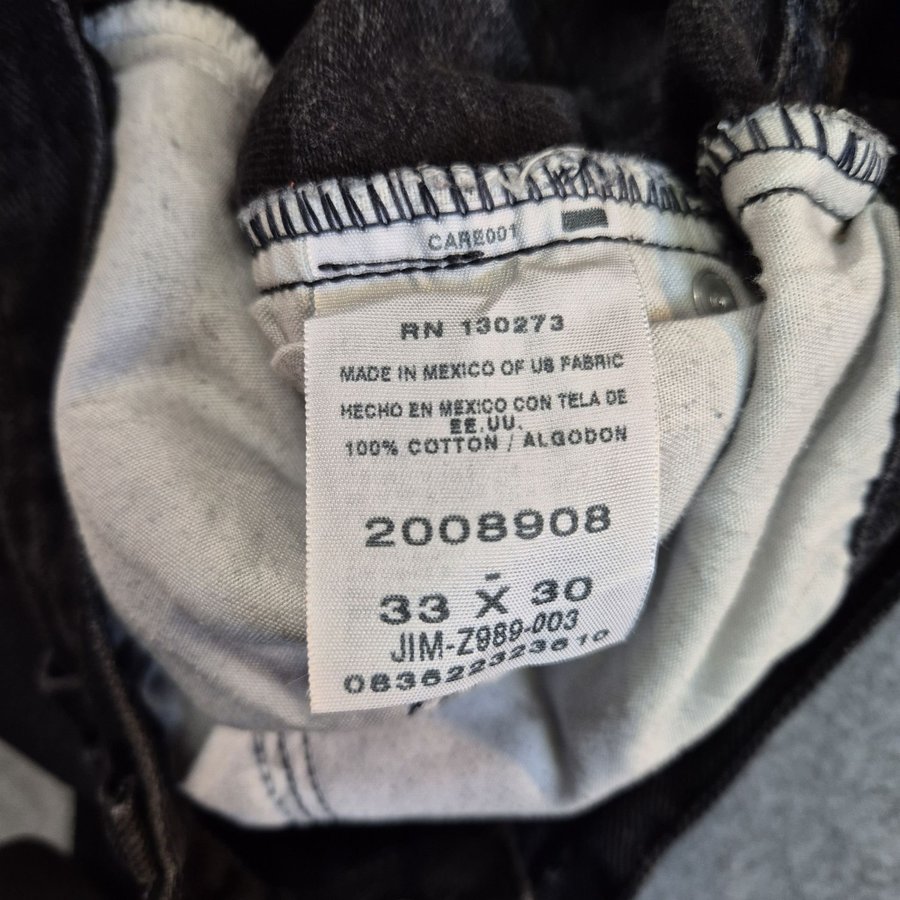 CARE001
RN 130273
MADE IN MEXICO OF US FABRIC
HECHO EN MEXICO CON TELA DE
EE.UU.
100% COTTON / ALGODON
2008908
33 X 30
JIM-Z989-003
083622323610